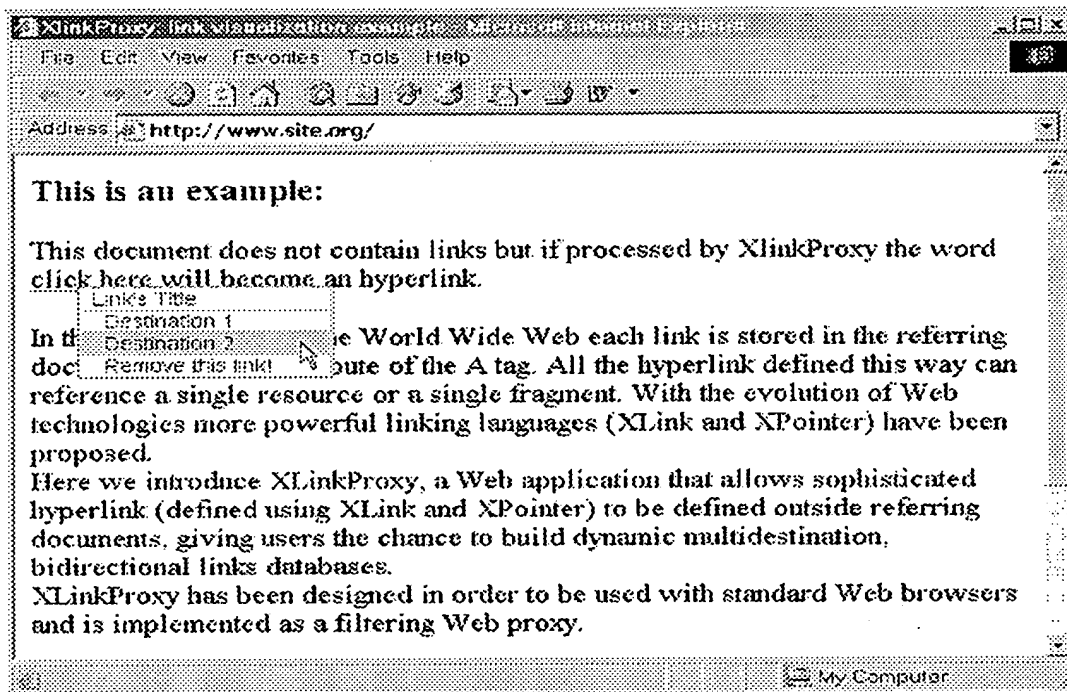 XlinkProxy: link visualization example - Microsoft Internet Explorer
File Edit View Favorites Tools Help
Address http://www.site.org/
This is an example:
This document does not contain links but if processed by XlinkProxy the word
click here will become an hyperlink.
Link's Title
Destination 1
In th
Destination 2
e World Wide Web each link is stored in the referring
doc
Remove this link!
oute of the A tag. All the hyperlink defined this way can
reference a single resource or a single fragment. With the evolution of Web
technologies more powerful linking languages (XLink and XPointer) have been
proposed.
Here we introduce XLinkProxy, a Web application that allows sophisticated
hyperlink (defined using XLink and XPointer) to be defined outside referring
documents, giving users the chance to build dynamic multidestination,
bidirectional links databases.
XLinkProxy has been designed in order to be used with standard Web browsers
and is implemented as a filtering Web proxy.
My Computer